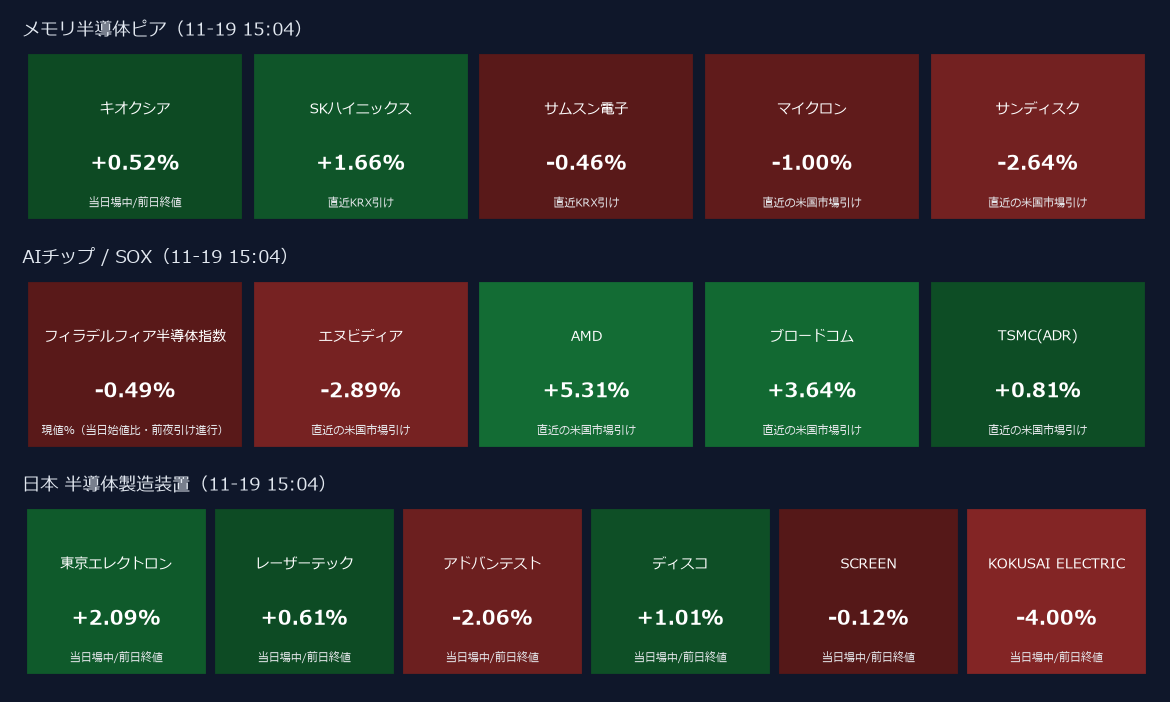 メモリ半導体ピア（11-19 15:04）
キオクシア
+0.52%
当日場中/前日終値
SKハイニックス
+1.66%
直近KRX引け
サムスン電子
-0.46%
直近KRX引け
マイクロン
-1.00%
直近の米国市場引け
サンディスク
-2.64%
直近の米国市場引け
AIチップ / SOX（11-19 15:04）
フィラデルフィア半導体指数
-0.49%
現値%（当日始値比・前夜引け進行）
エヌビディア
-2.89%
直近の米国市場引け
AMD
+5.31%
直近の米国市場引け
ブロードコム
+3.64%
直近の米国市場引け
TSMC(ADR)
+0.81%
直近の米国市場引け
日本 半導体製造装置（11-19 15:04）
東京エレクトロン
+2.09%
当日場中/前日終値
レーザーテック
+0.61%
当日場中/前日終値
アドバンテスト
-2.06%
当日場中/前日終値
ディスコ
+1.01%
当日場中/前日終値
SCREEN
-0.12%
当日場中/前日終値
KOKUSAI ELECTRIC
-4.00%
当日場中/前日終値